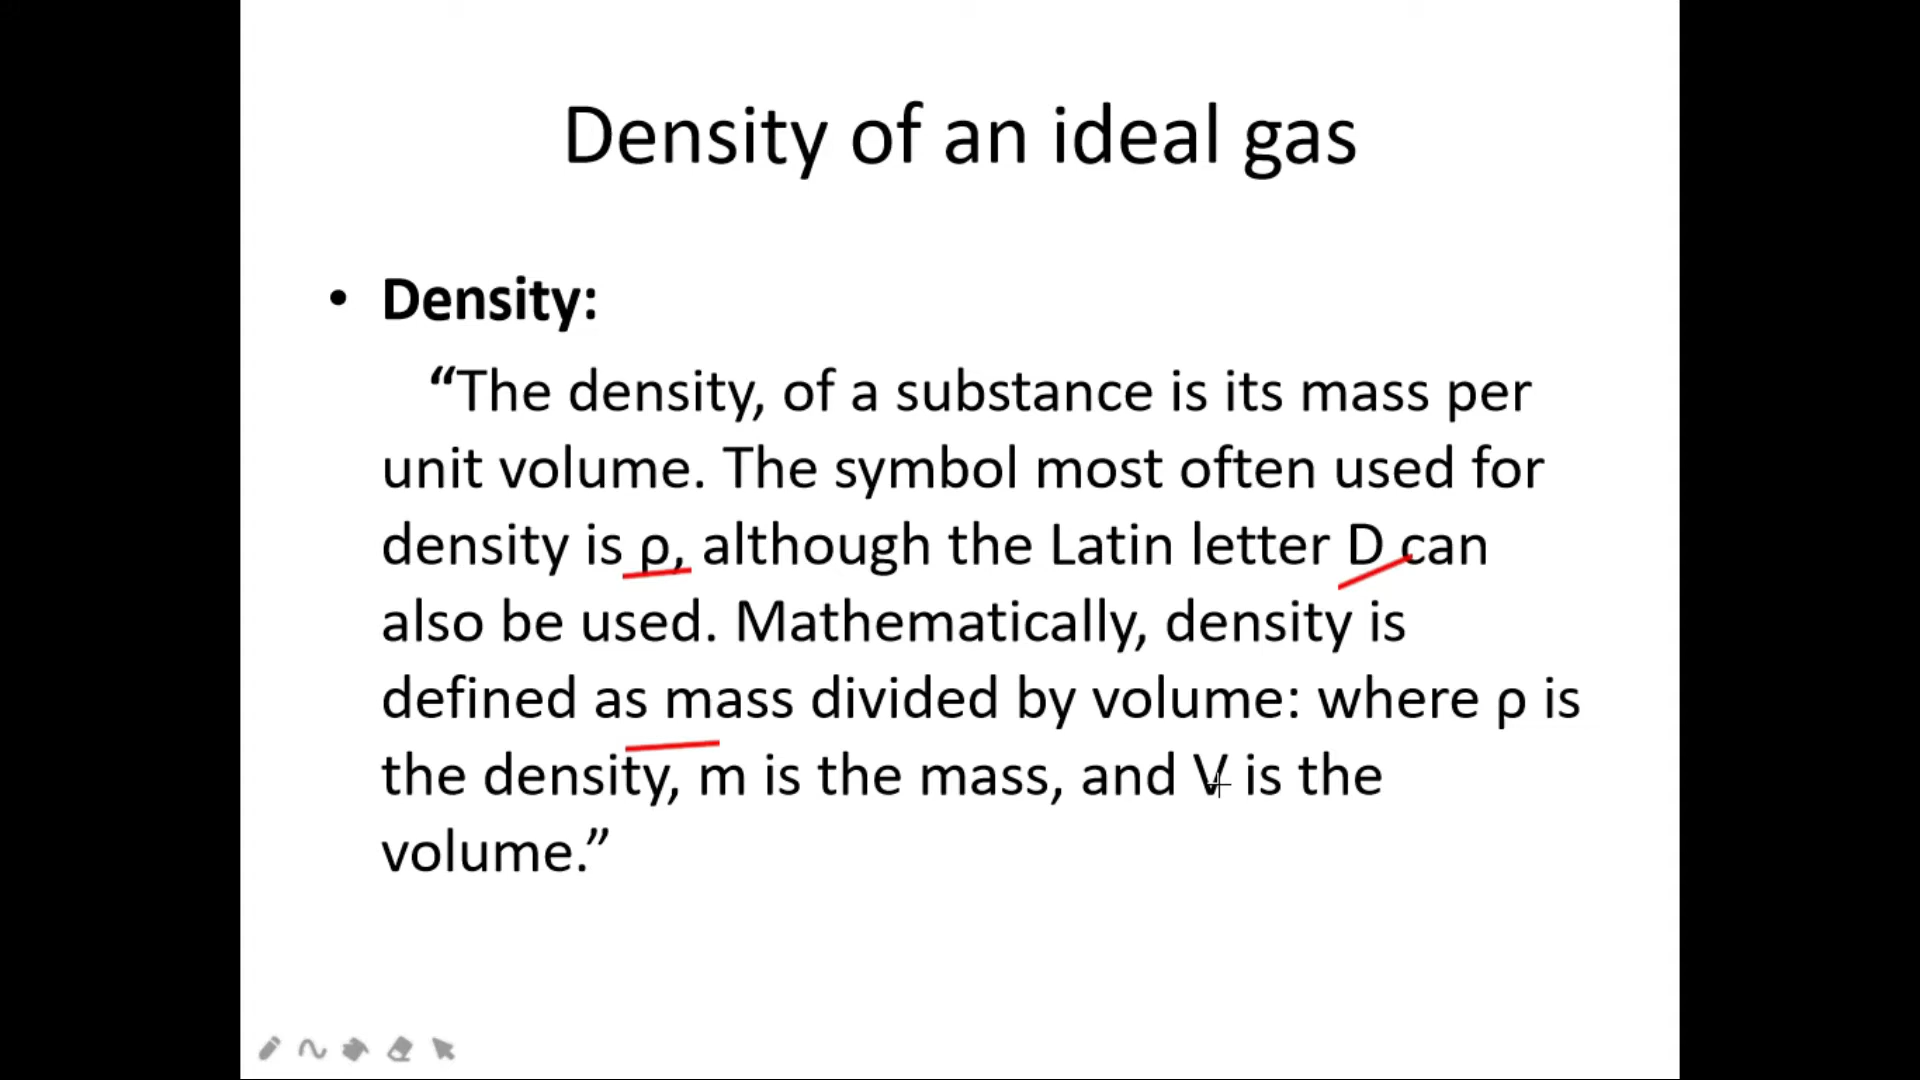 Density of an ideal gas
• Density:
“The density, of a substance is its mass per
unit volume. The symbol most often used for
density is ρ, although the Latin letter D can
also be used. Mathematically, density is
defined as mass divided by volume: where ρ is
the density, m is the mass, and V is the
volume.”